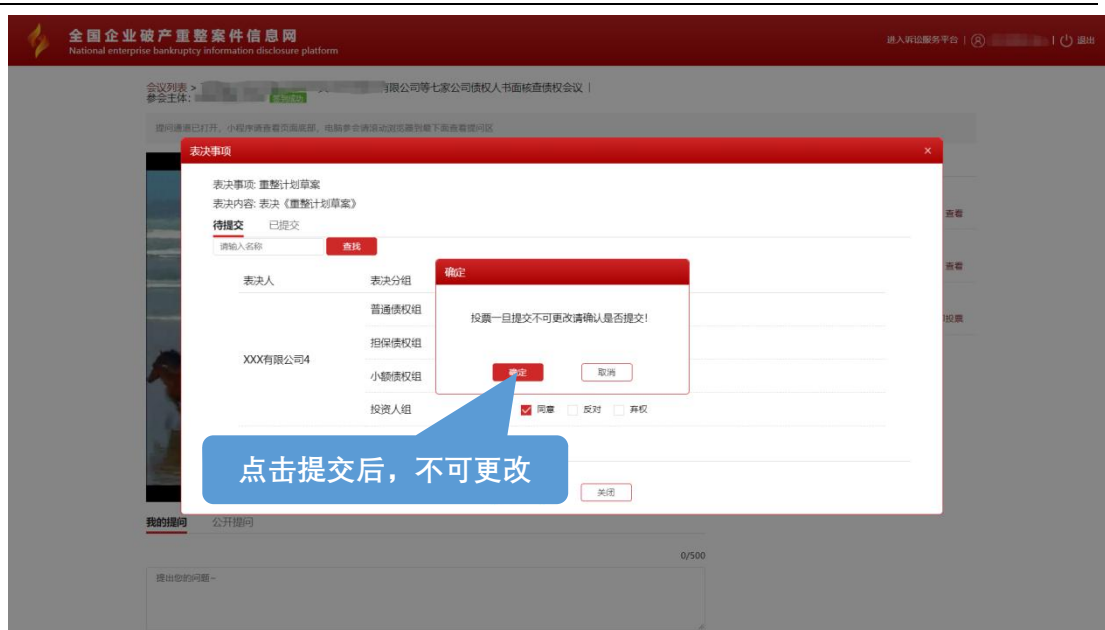 全国企业破产重整案件信息网
National enterprise bankruptcy information disclosure platform
进入诉讼服务平台 | | 退出
会议列表 > 有限公司等七家公司债权人书面核查债权会议 |
参会主体:
提问通道已打开，小程序请查看页面底部，电脑参会请滚动浏览器到最下面查看提问区
表决事项 ×
表决事项: 重整计划草案
表决内容: 表决《重整计划草案》
待提交 已提交
请输入名称 查找
表决人 表决分组
普通债权组
担保债权组
XXX有限公司4
小额债权组
投资人组 同意 反对 弃权
确定
投票一旦提交不可更改请确认是否提交!
确定 取消
点击提交后，不可更改
关闭
查看
查看
投票
我的提问 公开提问
0/500
提出您的问题~